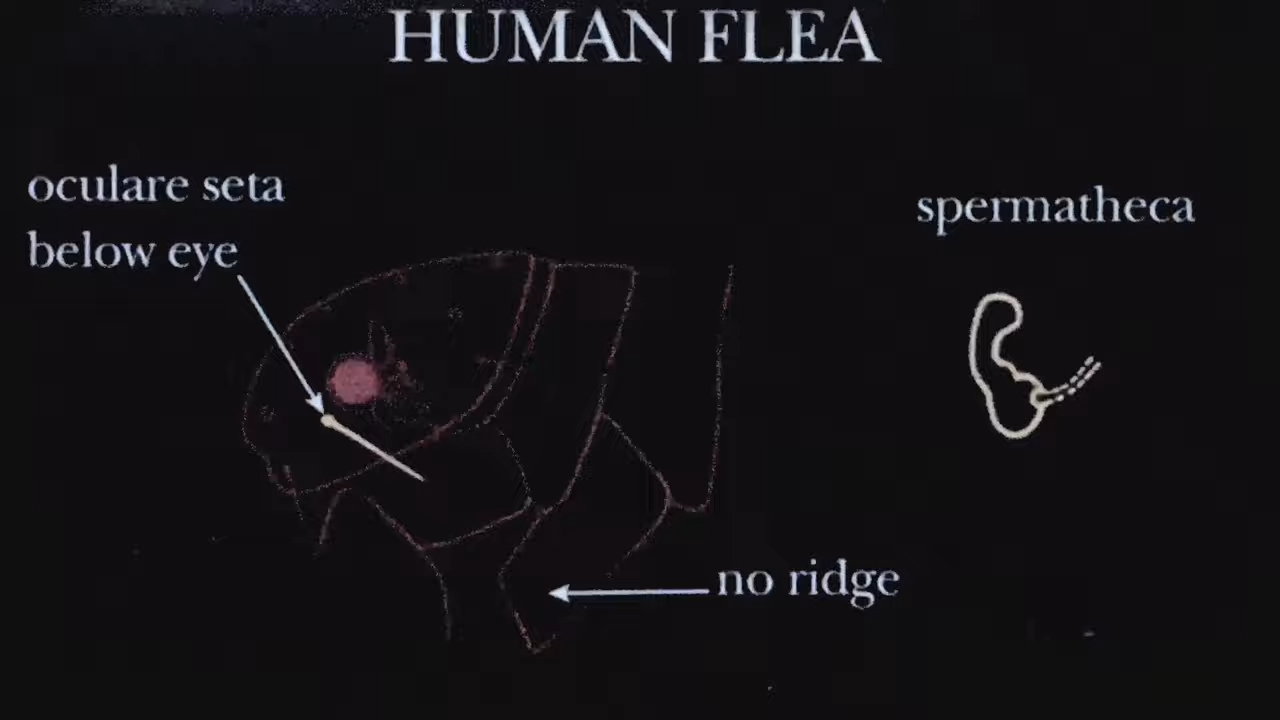 HUMAN FLEA
oculare seta
below eye
spermatheca
no ridge